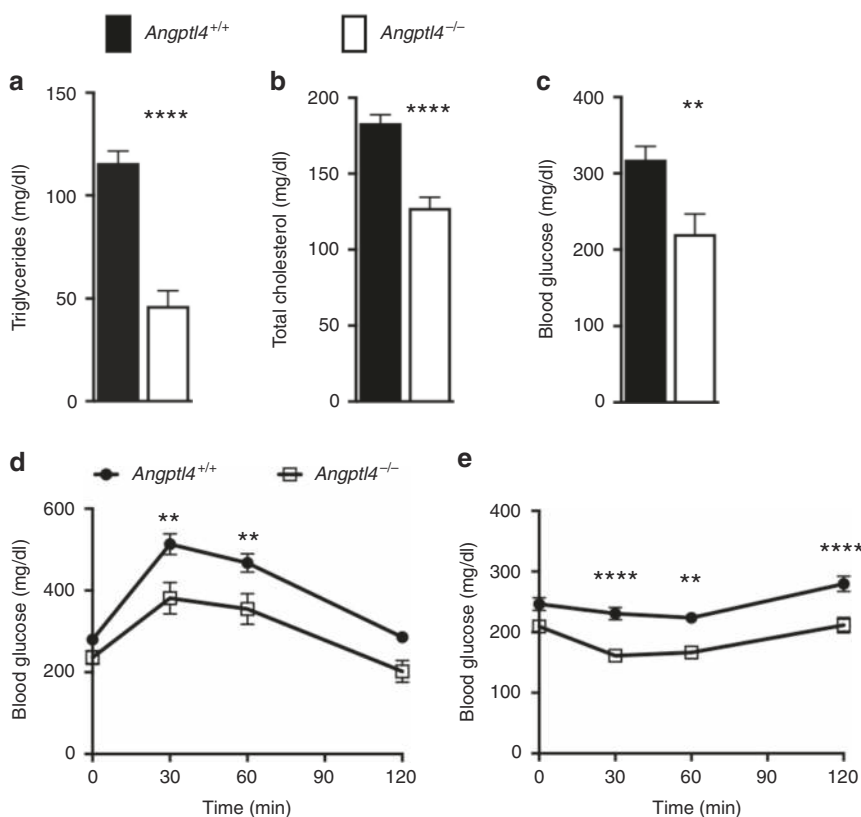 Angptl4+/+ Angptl4−/−
a
150
100
50
0
Triglycerides (mg/dl)
****
b
200
150
100
50
0
Total cholesterol (mg/dl)
****
c
400
300
200
100
0
Blood glucose (mg/dl)
**
d
Angptl4+/+ Angptl4−/−
600
400
200
0
Blood glucose (mg/dl)
** **
0 30 60 90 120
Time (min)
e
400
300
200
100
0
Blood glucose (mg/dl)
**** ** ****
0 30 60 90 120
Time (min)